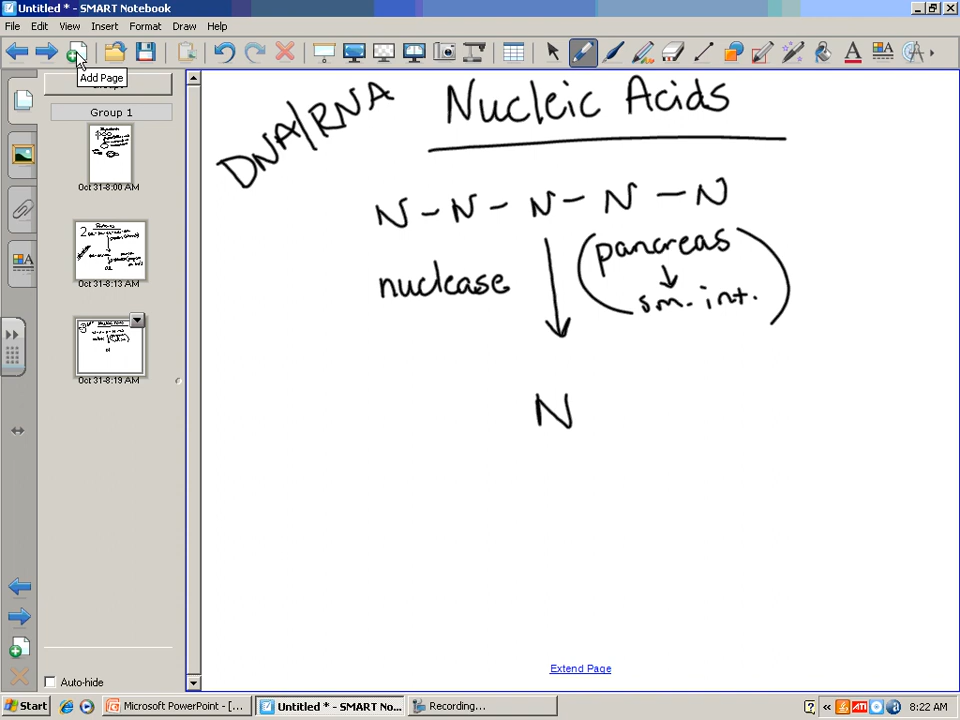 Untitled * - SMART Notebook
File Edit View Insert Format Draw Help
Add Page
Group 1
Oct 31-8:00 AM
Oct 31-8:13 AM
Oct 31-8:19 AM
DNA/RNA
Nucleic Acids
N - N - N - N - N
nuclease
(pancreas
sm. int.)
N
Extend Page
Auto-hide
Start
Microsoft PowerPoint - [...
Untitled * - SMART No...
Recording...
8:22 AM